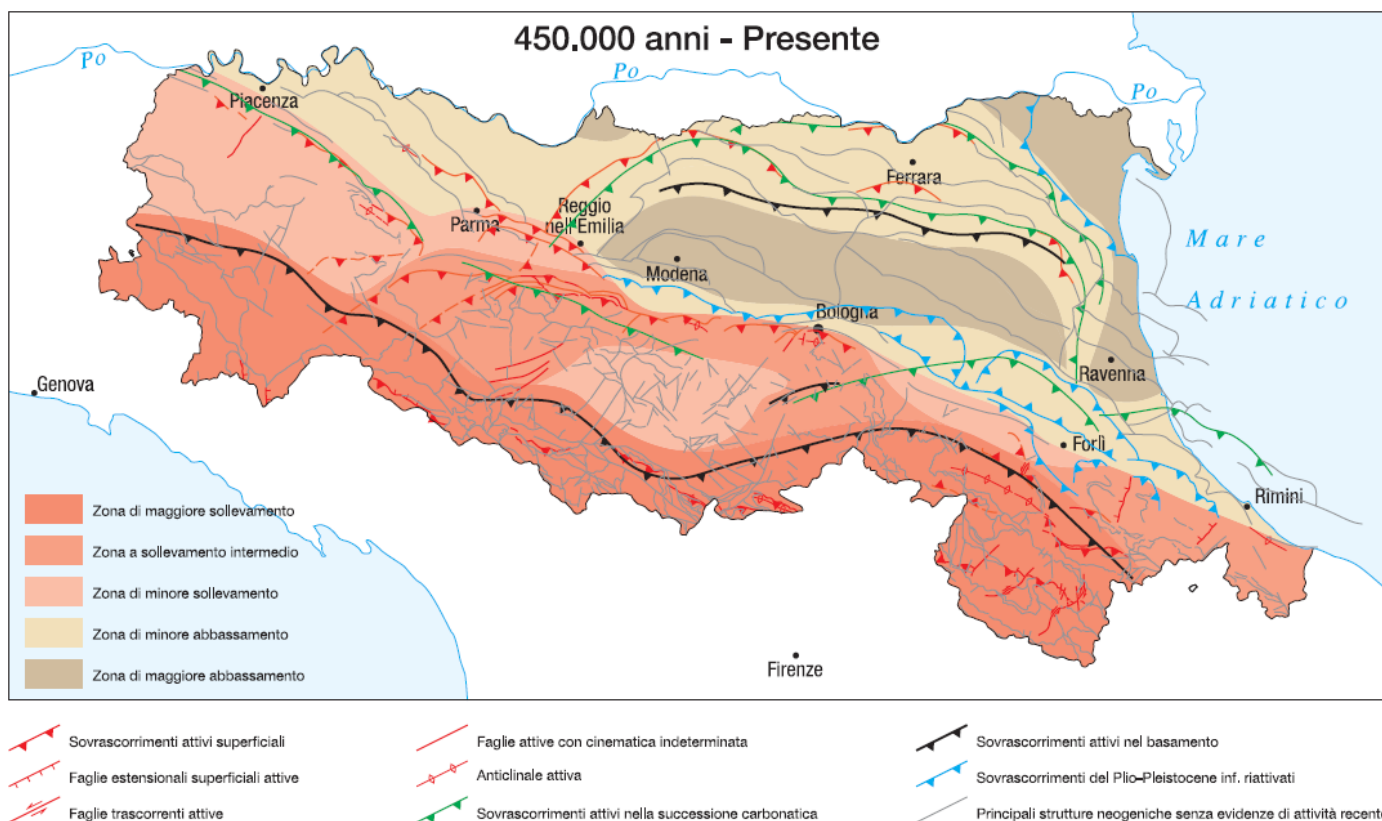 450.000 anni - Presente
Po
Po
Po
Piacenza
Ferrara
Parma
Reggio
nell'Emilia
Mare
Modena
Adriatico
Bologna
Genova
Ravenna
Forlì
Rimini
Firenze
Zona di maggiore sollevamento
Zona a sollevamento intermedio
Zona di minore sollevamento
Zona di minore abbassamento
Zona di maggiore abbassamento
Sovrascorrimenti attivi superficiali
Faglie estensionali superficiali attive
Faglie trascorrenti attive
Faglie attive con cinematica indeterminata
Anticlinale attiva
Sovrascorrimenti attivi nella successione carbonatica
Sovrascorrimenti attivi nel basamento
Sovrascorrimenti del Plio-Pleistocene inf. riattivati
Principali strutture neogeniche senza evidenze di attività recente